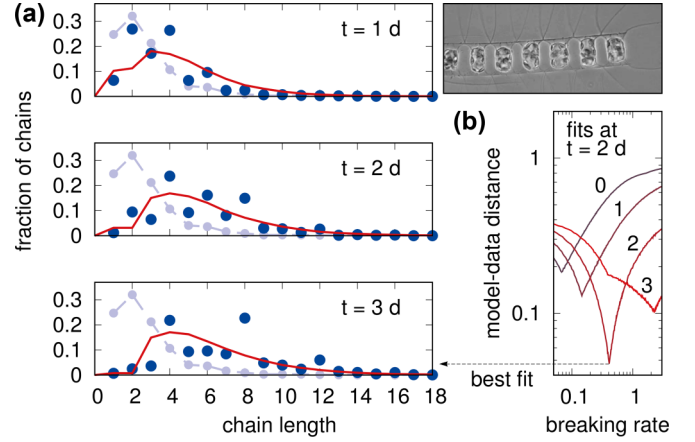 (a)
fraction of chains
0.3
0.2
0.1
0
t = 1 d
0.3
0.2
0.1
0
t = 2 d
0.3
0.2
0.1
0
t = 3 d
0 2 4 6 8 10 12 14 16 18
chain length
(b)
model-data distance
1
0.1
fits at
t = 2 d
0
1
2
3
best fit
0.1 1
breaking rate